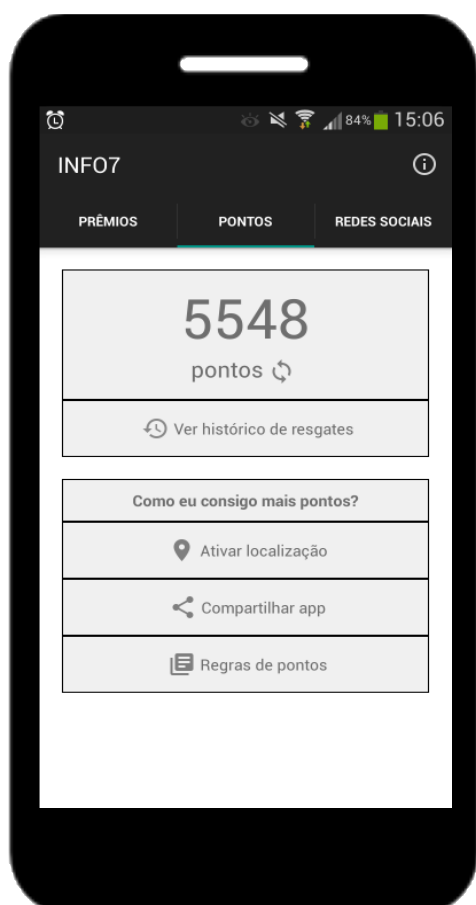 84% 15:06
INFO7
PRÊMIOS PONTOS REDES SOCIAIS
5548
pontos
Ver histórico de resgates
Como eu consigo mais pontos?
Ativar localização
Compartilhar app
Regras de pontos